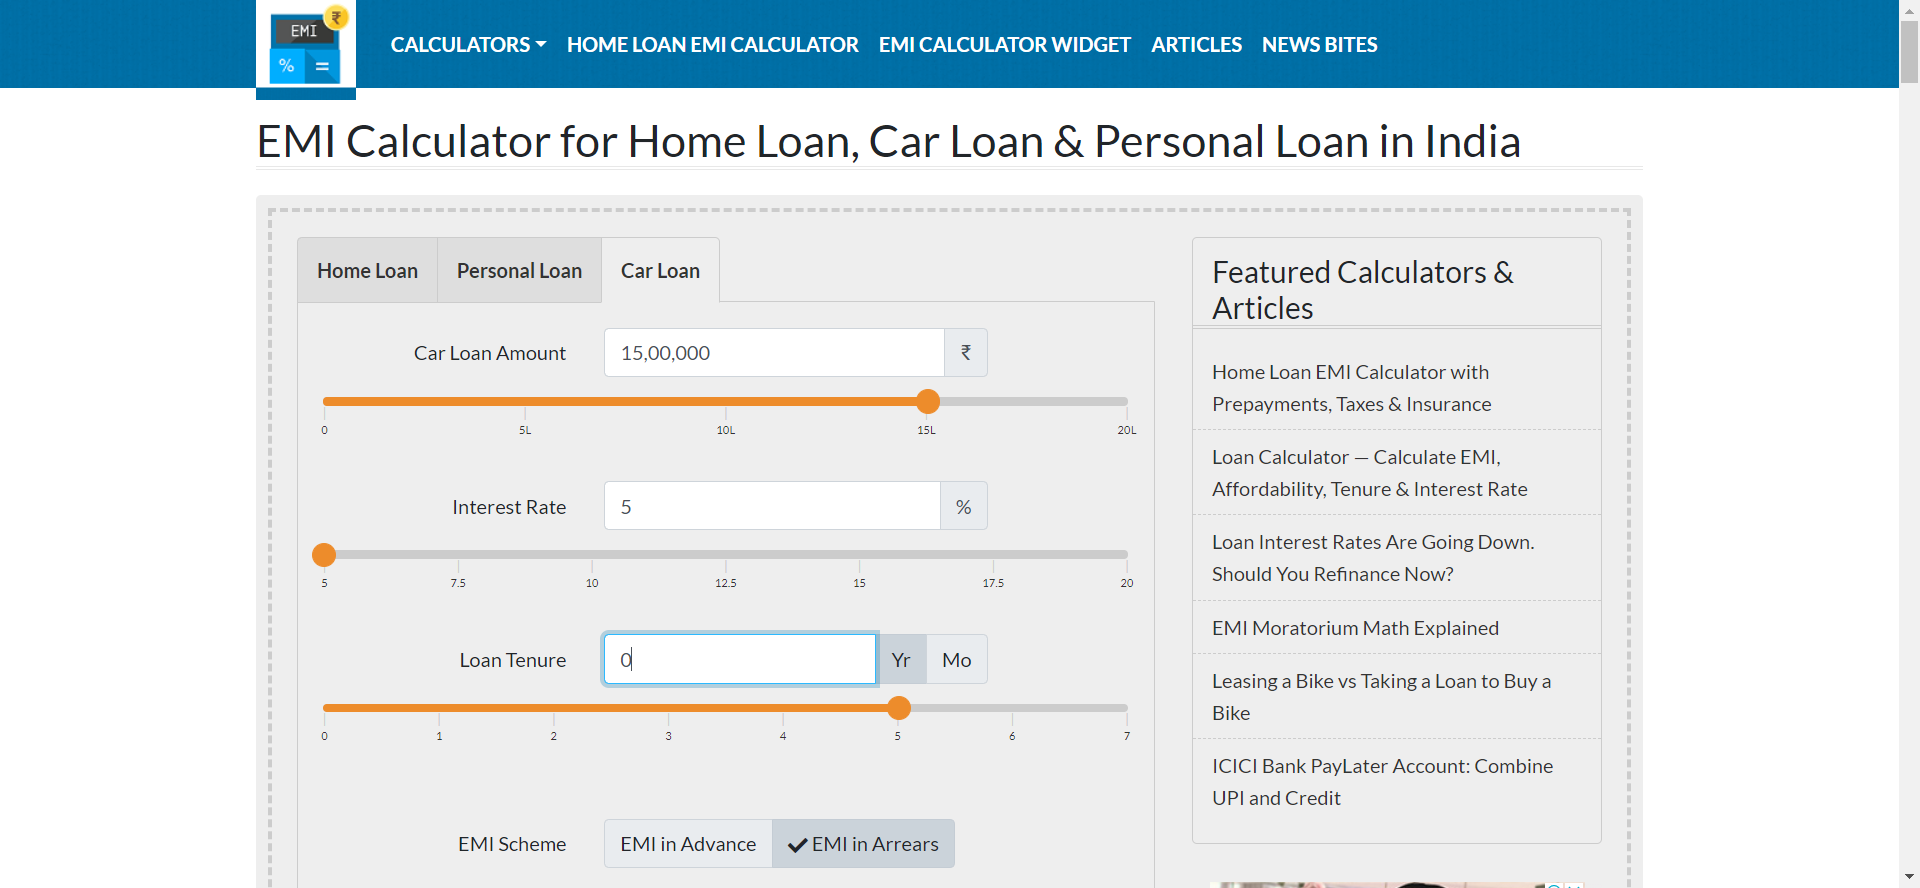 EMI
₹
%
=
CALCULATORS
HOME LOAN EMI CALCULATOR
EMI CALCULATOR WIDGET
ARTICLES
NEWS BITES
EMI Calculator for Home Loan, Car Loan & Personal Loan in India
Home Loan
Personal Loan
Car Loan
Car Loan Amount
15,00,000
₹
0
5L
10L
15L
20L
Interest Rate
5
%
5
7.5
10
12.5
15
17.5
20
Loan Tenure
0
Yr
Mo
0
1
2
3
4
5
6
7
EMI Scheme
EMI in Advance
EMI in Arrears
Featured Calculators &
Articles
Home Loan EMI Calculator with
Prepayments, Taxes & Insurance
Loan Calculator — Calculate EMI,
Affordability, Tenure & Interest Rate
Loan Interest Rates Are Going Down.
Should You Refinance Now?
EMI Moratorium Math Explained
Leasing a Bike vs Taking a Loan to Buy a
Bike
ICICI Bank PayLater Account: Combine
UPI and Credit